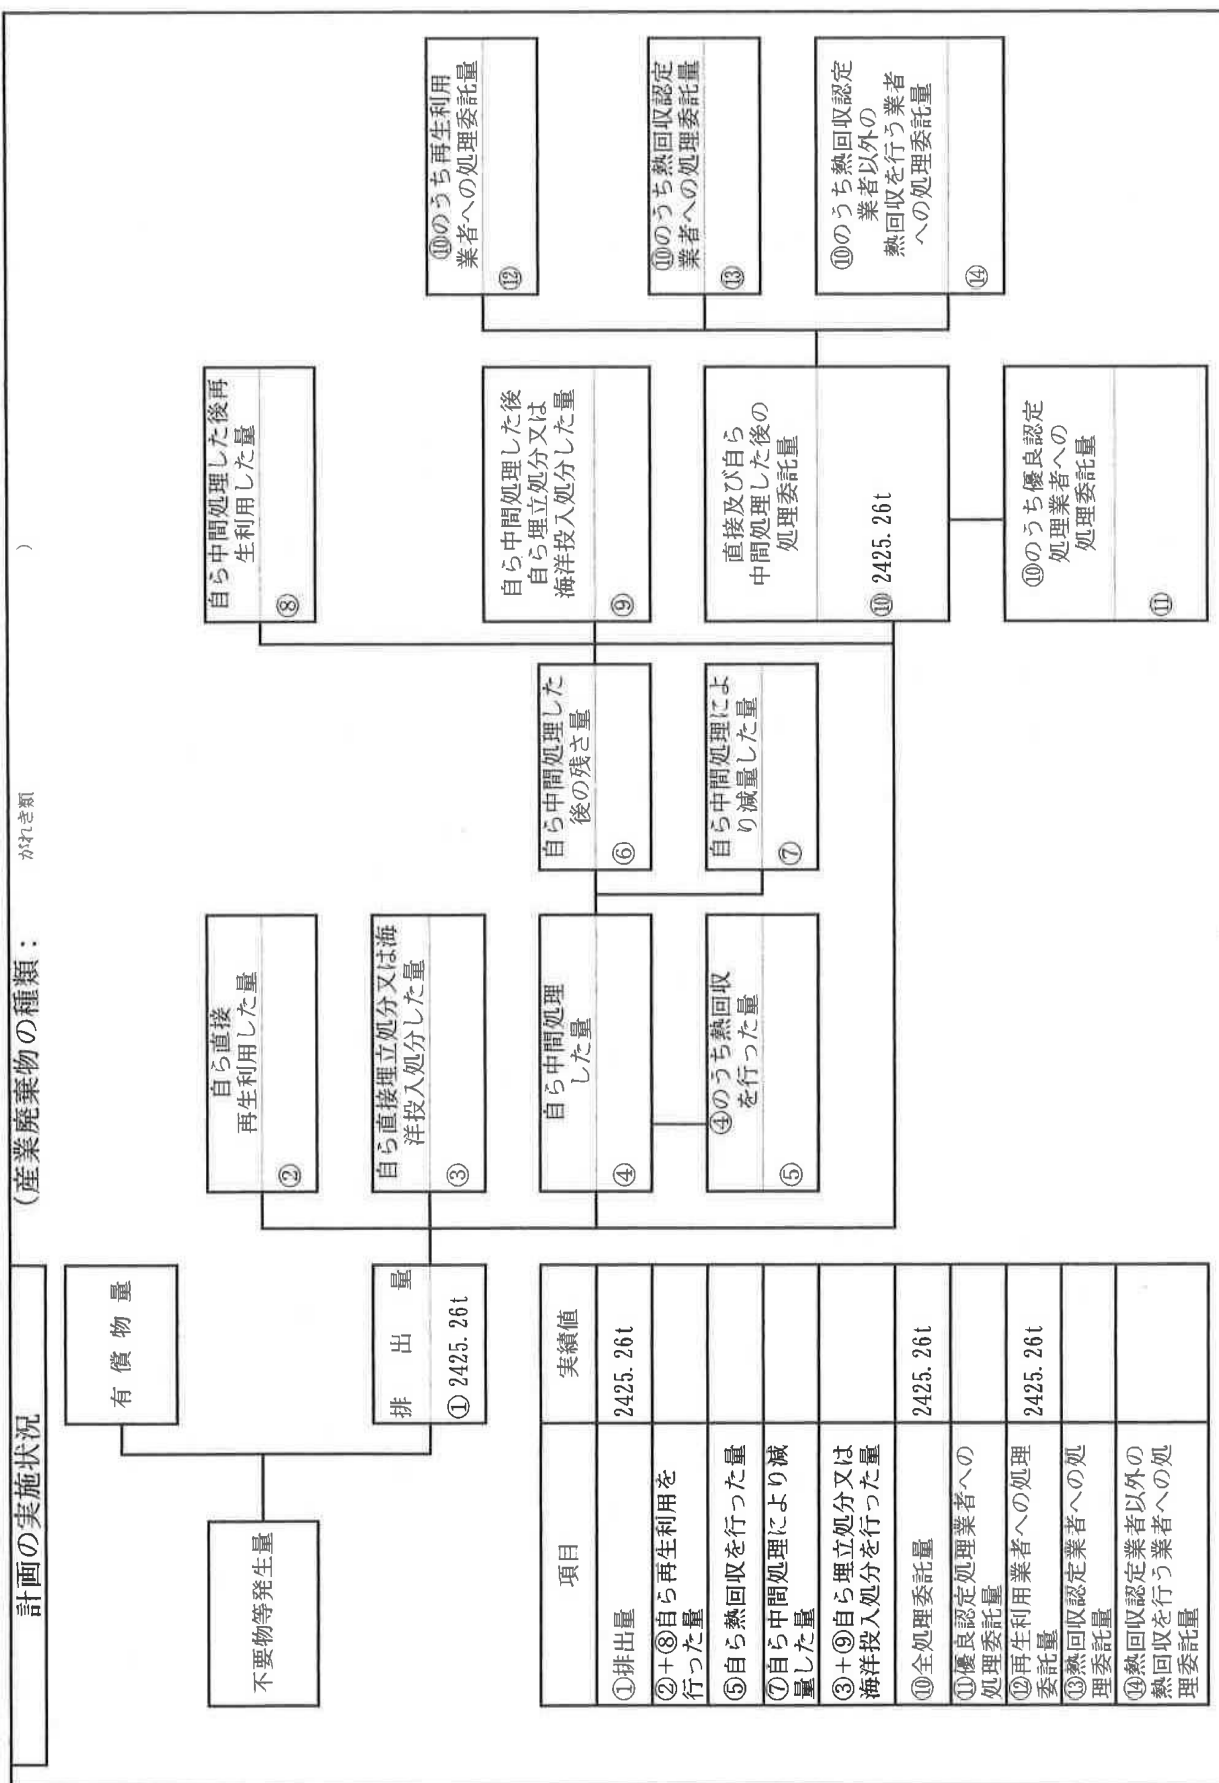 計画の実施状況
(産業廃棄物の種類:
がれき類
)
不要物等発生量
有償物量
排出量
① 2425.26t
自ら直接
再生利用した量
②
自ら直接埋立処分又は海
洋投入処分した量
③
自ら中間処理
した量
④
④のうち熱回収
を行った量
⑤
自ら中間処理した
後の残さ量
⑥
自ら中間処理によ
り減量した量
⑦
自ら中間処理した後再
生利用した量
⑧
自ら中間処理した後
自ら埋立処分又は
海洋投入処分した量
⑨
直接及び自ら
中間処理した後の
処理委託量
⑩ 2425.26t
⑩のうち優良認定
処理業者への
処理委託量
⑪
⑩のうち再生利用
業者への処理委託量
⑫
⑩のうち熱回収認定
業者への処理委託量
⑬
⑩のうち熱回収認定
業者以外の
熱回収を行う業者
への処理委託量
⑭
項目 実績値
①排出量 2425.26t
②+⑧自ら再生利用を
行った量
⑤自ら熱回収を行った量
⑦自ら中間処理により減
量した量
③+⑨自ら埋立処分又は
海洋投入処分を行った量
⑩全処理委託量 2425.26t
⑪優良認定処理業者への
処理委託量
⑫再生利用業者への処理
委託量 2425.26t
⑬熱回収認定業者への処
理委託量
⑭熱回収認定業者以外の
熱回収を行う業者への処
理委託量